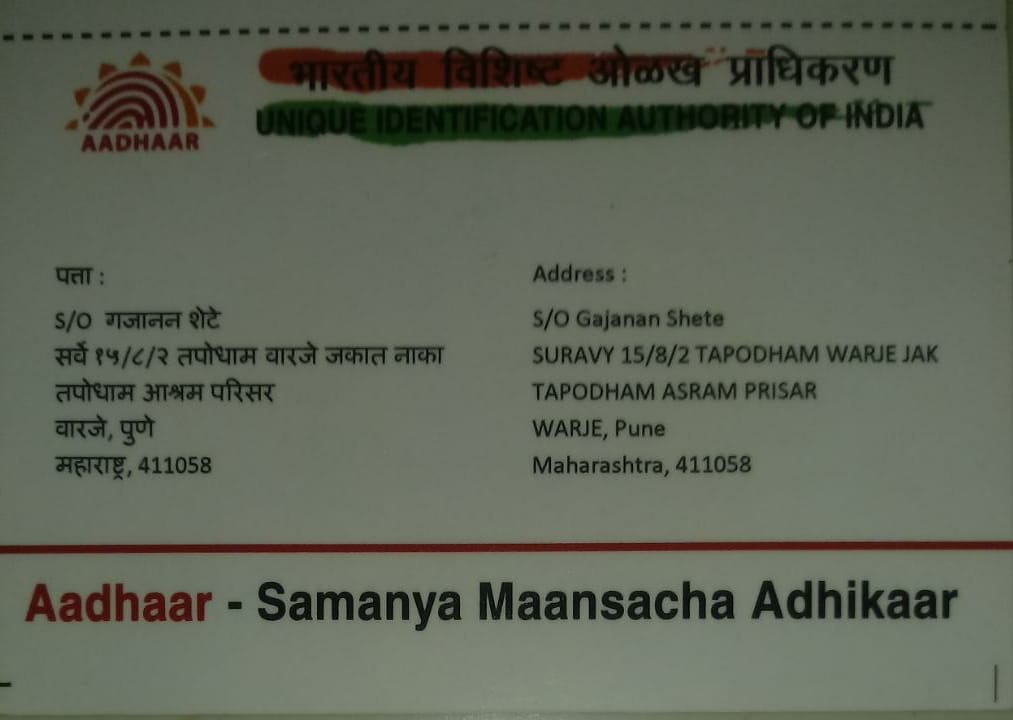 भारतीय विशिष्ट ओळख प्राधिकरण
UNIQUE IDENTIFICATION AUTHORITY OF INDIA
AADHAAR
पत्ता :
S/O गजानन शेटे
सर्वे १५/८/२ तपोधाम वारजे जकात नाका
तपोधाम आश्रम परिसर
वारजे, पुणे
महाराष्ट्र, 411058
Address :
S/O Gajanan Shete
SURAVY 15/8/2 TAPODHAM WARJE JAK
TAPODHAM ASRAM PRISAR
WARJE, Pune
Maharashtra, 411058
Aadhaar - Samanya Maansacha Adhikaar